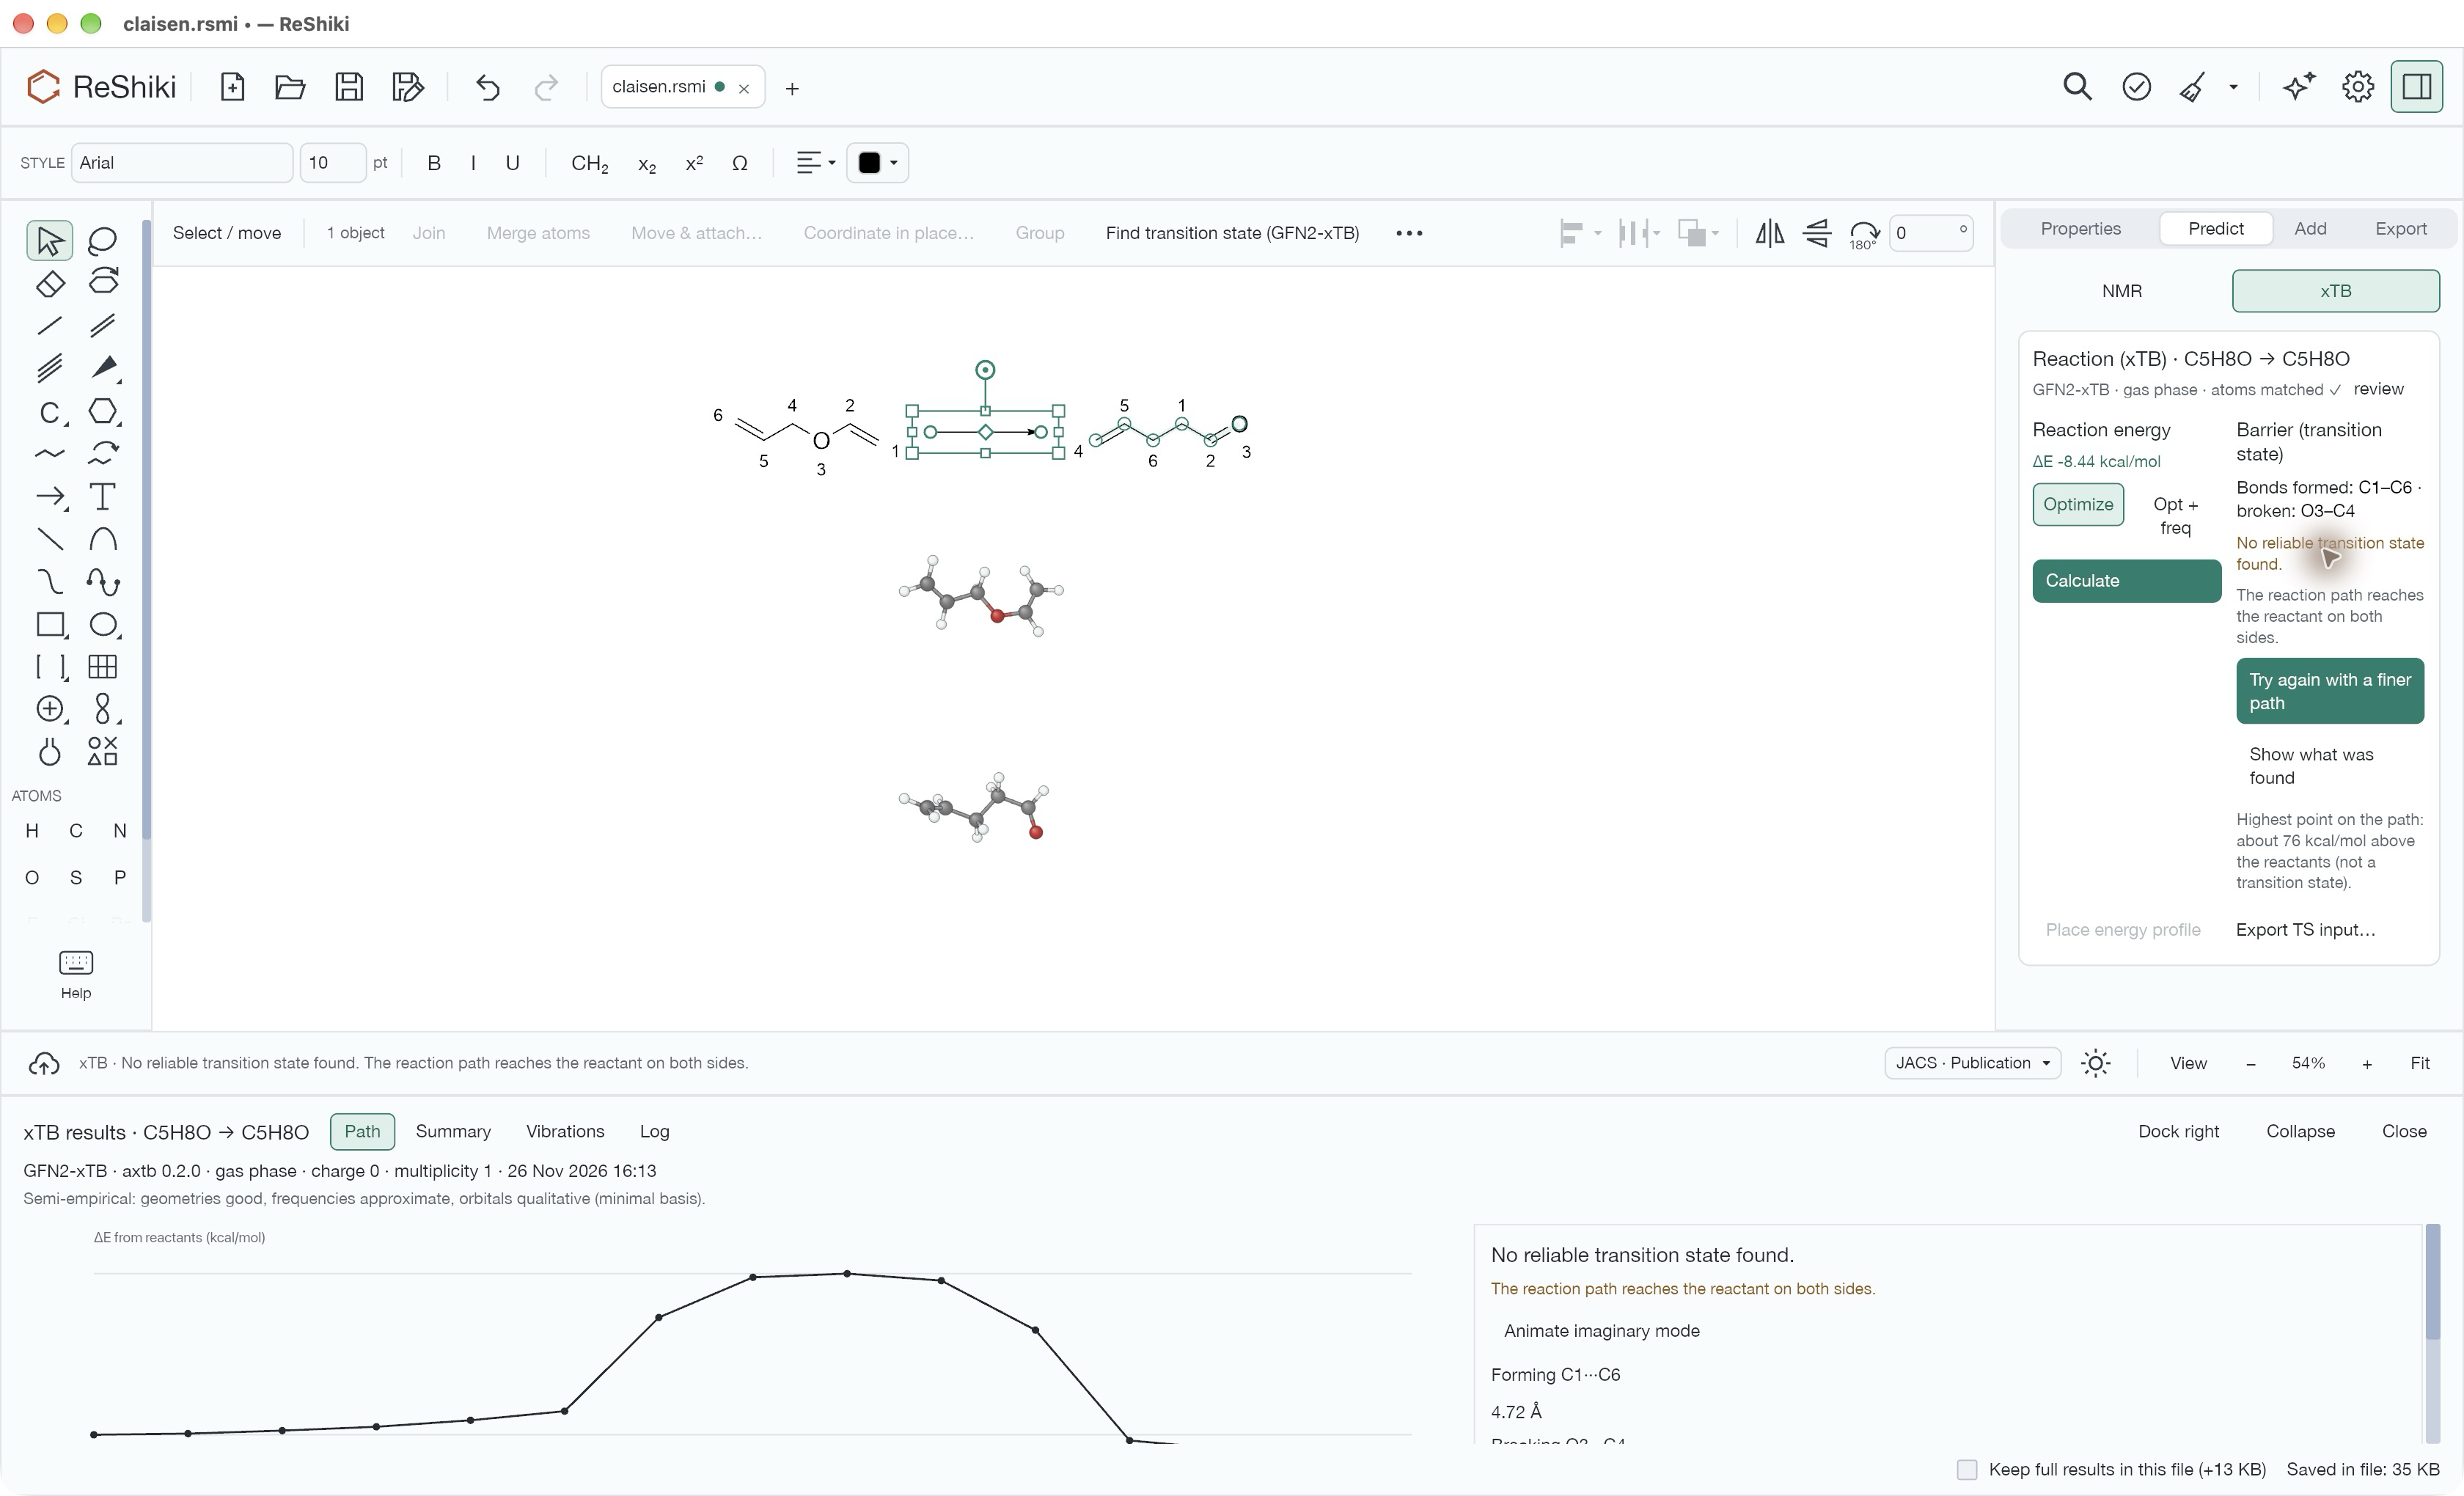 claisen.rsmi • — ReShiki
ReShiki
claisen.rsmi
STYLE Arial 10 pt B I U CH₂ x₂ x² Ω
Select / move 1 object Join Merge atoms Move & attach... Coordinate in place... Group Find transition state (GFN2-xTB) ••• 180° 0 °
Properties Predict Add Export
NMR xTB
Reaction (xTB) · C5H8O → C5H8O
GFN2-xTB · gas phase · atoms matched ✓ review
Reaction energy
ΔE -8.44 kcal/mol
Optimize
Opt +
freq
Calculate
Barrier (transition
state)
Bonds formed: C1–C6 ·
broken: O3–C4
No reliable transition state
found.
The reaction path reaches
the reactant on both
sides.
Try again with a finer
path
Show what was
found
Highest point on the path:
about 76 kcal/mol above
the reactants (not a
transition state).
Place energy profile Export TS input...
6 4 2 5 1
O
5 3 1 4 6 2 3
C
T
ATOMS
H C N
O S P
Help
xTB · No reliable transition state found. The reaction path reaches the reactant on both sides.
JACS · Publication View – 54% + Fit
xTB results · C5H8O → C5H8O Path Summary Vibrations Log Dock right Collapse Close
GFN2-xTB · axtb 0.2.0 · gas phase · charge 0 · multiplicity 1 · 26 Nov 2026 16:13
Semi-empirical: geometries good, frequencies approximate, orbitals qualitative (minimal basis).
ΔE from reactants (kcal/mol)
No reliable transition state found.
The reaction path reaches the reactant on both sides.
Animate imaginary mode
Forming C1···C6
4.72 Å
Keep full results in this file (+13 KB) Saved in file: 35 KB